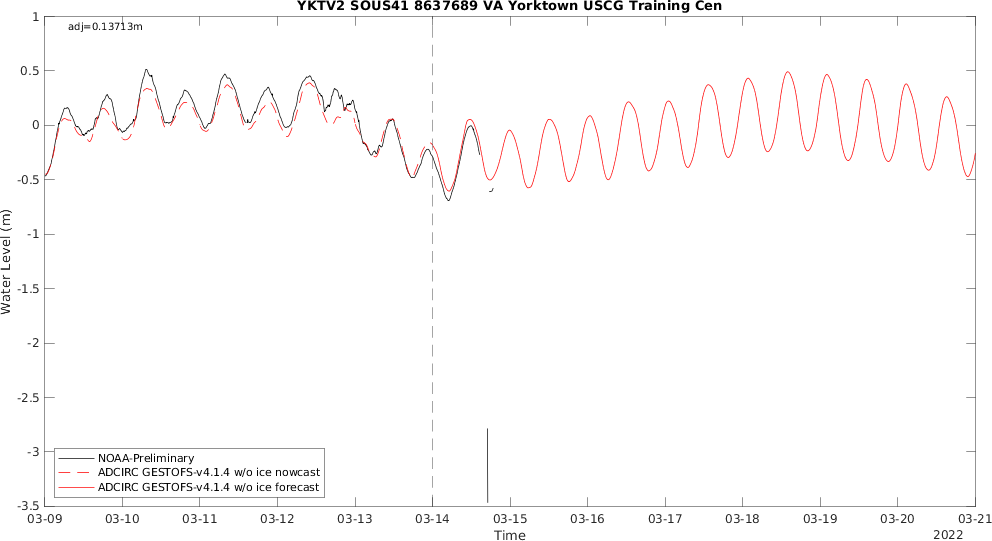 YKTV2 SOUS41 8637689 VA Yorktown USCG Training Cen
adj=0.13713m
1
0.5
0
-0.5
-1
-1.5
-2
-2.5
-3
-3.5
Water Level (m)
NOAA-Preliminary
ADCIRC GESTOFS-v4.1.4 w/o ice nowcast
ADCIRC GESTOFS-v4.1.4 w/o ice forecast
03-09 03-10 03-11 03-12 03-13 03-14 03-15 03-16 03-17 03-18 03-19 03-20 03-21
Time
2022